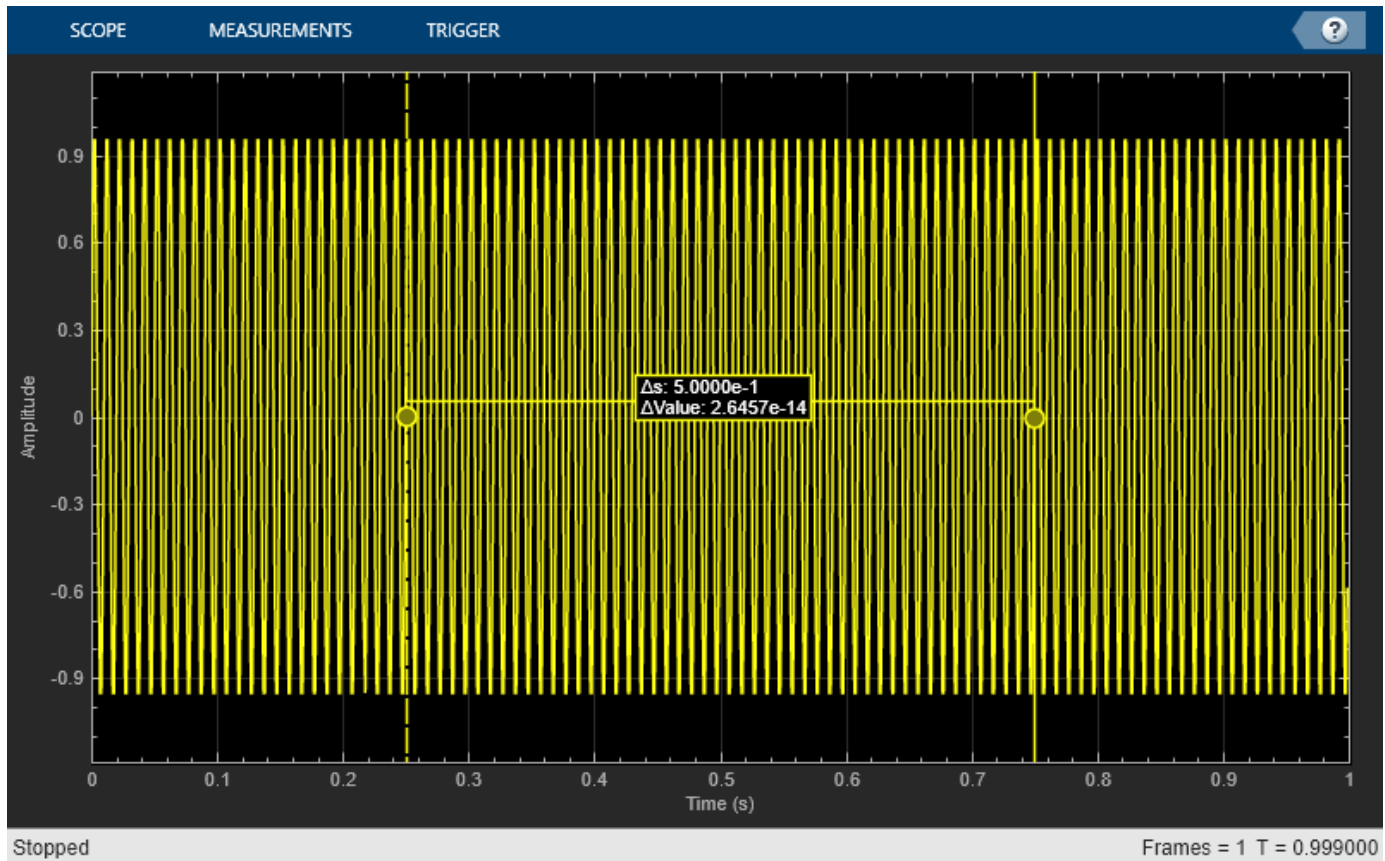 SCOPE MEASUREMENTS TRIGGER ?
0.9
0.6
0.3
0
-0.3
-0.6
-0.9
Amplitude
Δs: 5.0000e-1
ΔValue: 2.6457e-14
0 0.1 0.2 0.3 0.4 0.5 0.6 0.7 0.8 0.9 1
Time (s)
Stopped Frames = 1 T = 0.999000